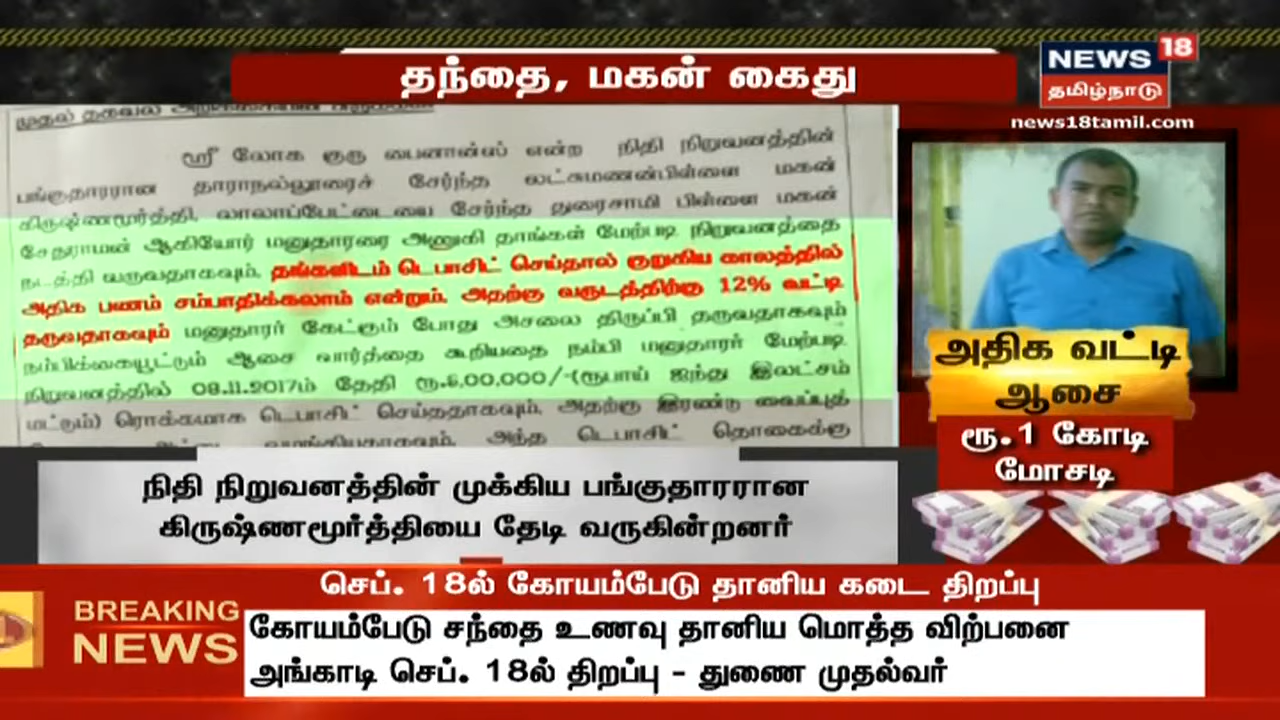 தந்தை, மகன் கைது
NEWS 18
தமிழ்நாடு
news18tamil.com
ஸ்ரீ லோக குரு பைனான்ஸ் என்ற நிதி நிறுவனத்தின்
பங்குதாரரான தாராநல்லூரைச் சேர்ந்த லட்சுமணன்பிள்ளை மகன்
கிருஷ்ணமூர்த்தி, லாலாப்பேட்டையை சேர்ந்த துரைசாமி பிள்ளை மகன்
சேதுராமன் ஆகியோர் மனுதாரரை அணுகி தாங்கள் மேற்படி நிறுவனத்தை
நடத்தி வருவதாகவும், தங்களிடம் டெபாசிட் செய்தால் குறுகிய காலத்தில்
அதிக பணம் சம்பாதிக்கலாம் என்றும், அதற்கு வருடத்திற்கு 12% வட்டி
தருவதாகவும் மனுதாரர் கேட்கும் போது அசலை திருப்பி தருவதாகவும்
நம்பிக்கையூட்டும் ஆசை வார்த்தை கூறியதை நம்பி மனுதாரர் மேற்படி
நிறுவனத்தில் 08.11.2017ம் தேதி ரூ.5,00,000/-(ரூபாய் ஐந்து இலட்சம்
மட்டும்) ரொக்கமாக டெபாசிட் செய்ததாகவும், அதற்கு இரண்டு வைப்புத்
அந்த டெபாசிட் தொகைக்கு
அதிக வட்டி
ஆசை
ரூ.1 கோடி
மோசடி
நிதி நிறுவனத்தின் முக்கிய பங்குதாரரான
கிருஷ்ணமூர்த்தியை தேடி வருகின்றனர்
செப். 18ல் கோயம்பேடு தானிய கடை திறப்பு
BREAKING
NEWS
கோயம்பேடு சந்தை உணவு தானிய மொத்த விற்பனை
அங்காடி செப். 18ல் திறப்பு - துணை முதல்வர்